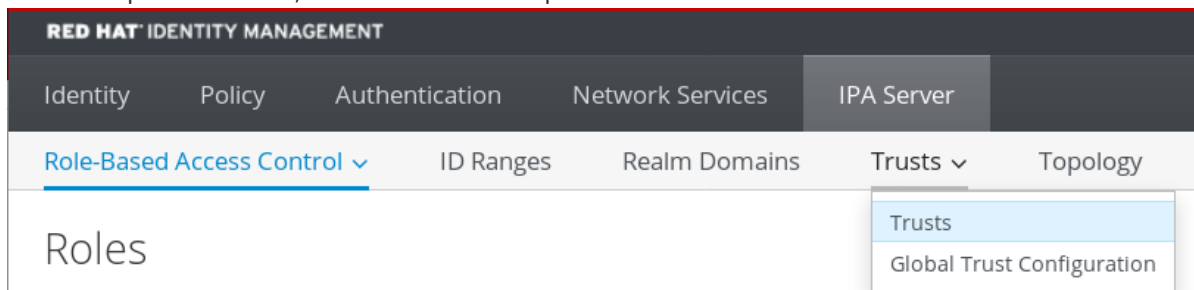 RED HAT IDENTITY MANAGEMENT
Identity Policy Authentication Network Services IPA Server
Role-Based Access Control ID Ranges Realm Domains Trusts Topology
Roles
Trusts
Global Trust Configuration